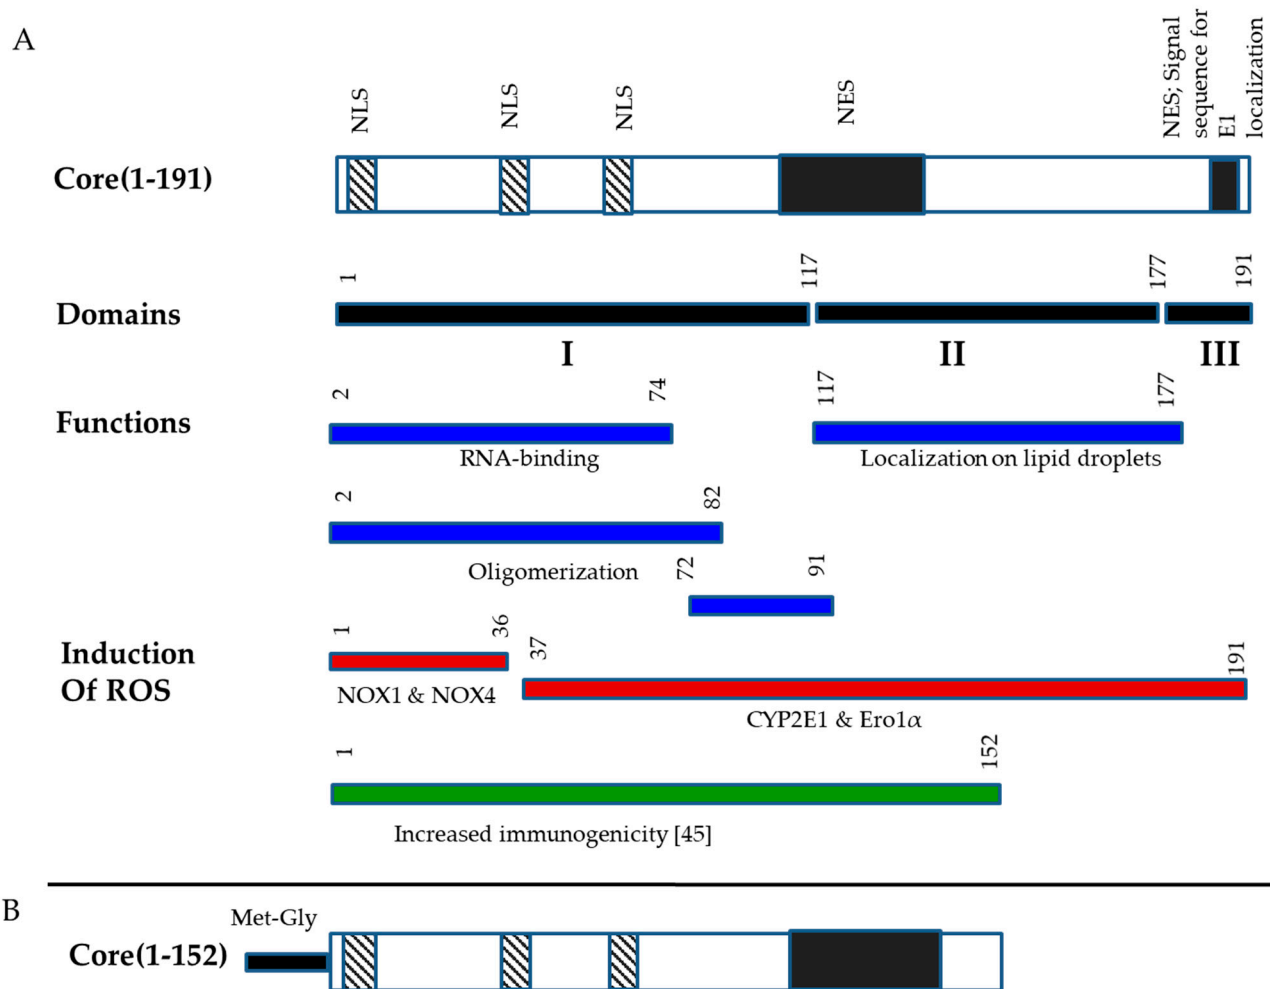 A
NLS
NLS
NLS
NES
NES; Signal
sequence for
E1
localization
Core(1-191)
1
117
177
191
Domains
I
II
III
2
74
117
177
Functions
RNA-binding
Localization on lipid droplets
2
82
Oligomerization
72
91
1
36
37
191
Induction
Of ROS
NOX1 & NOX4
CYP2E1 & Ero1α
1
152
Increased immunogenicity [45]
B
Met-Gly
Core(1-152)